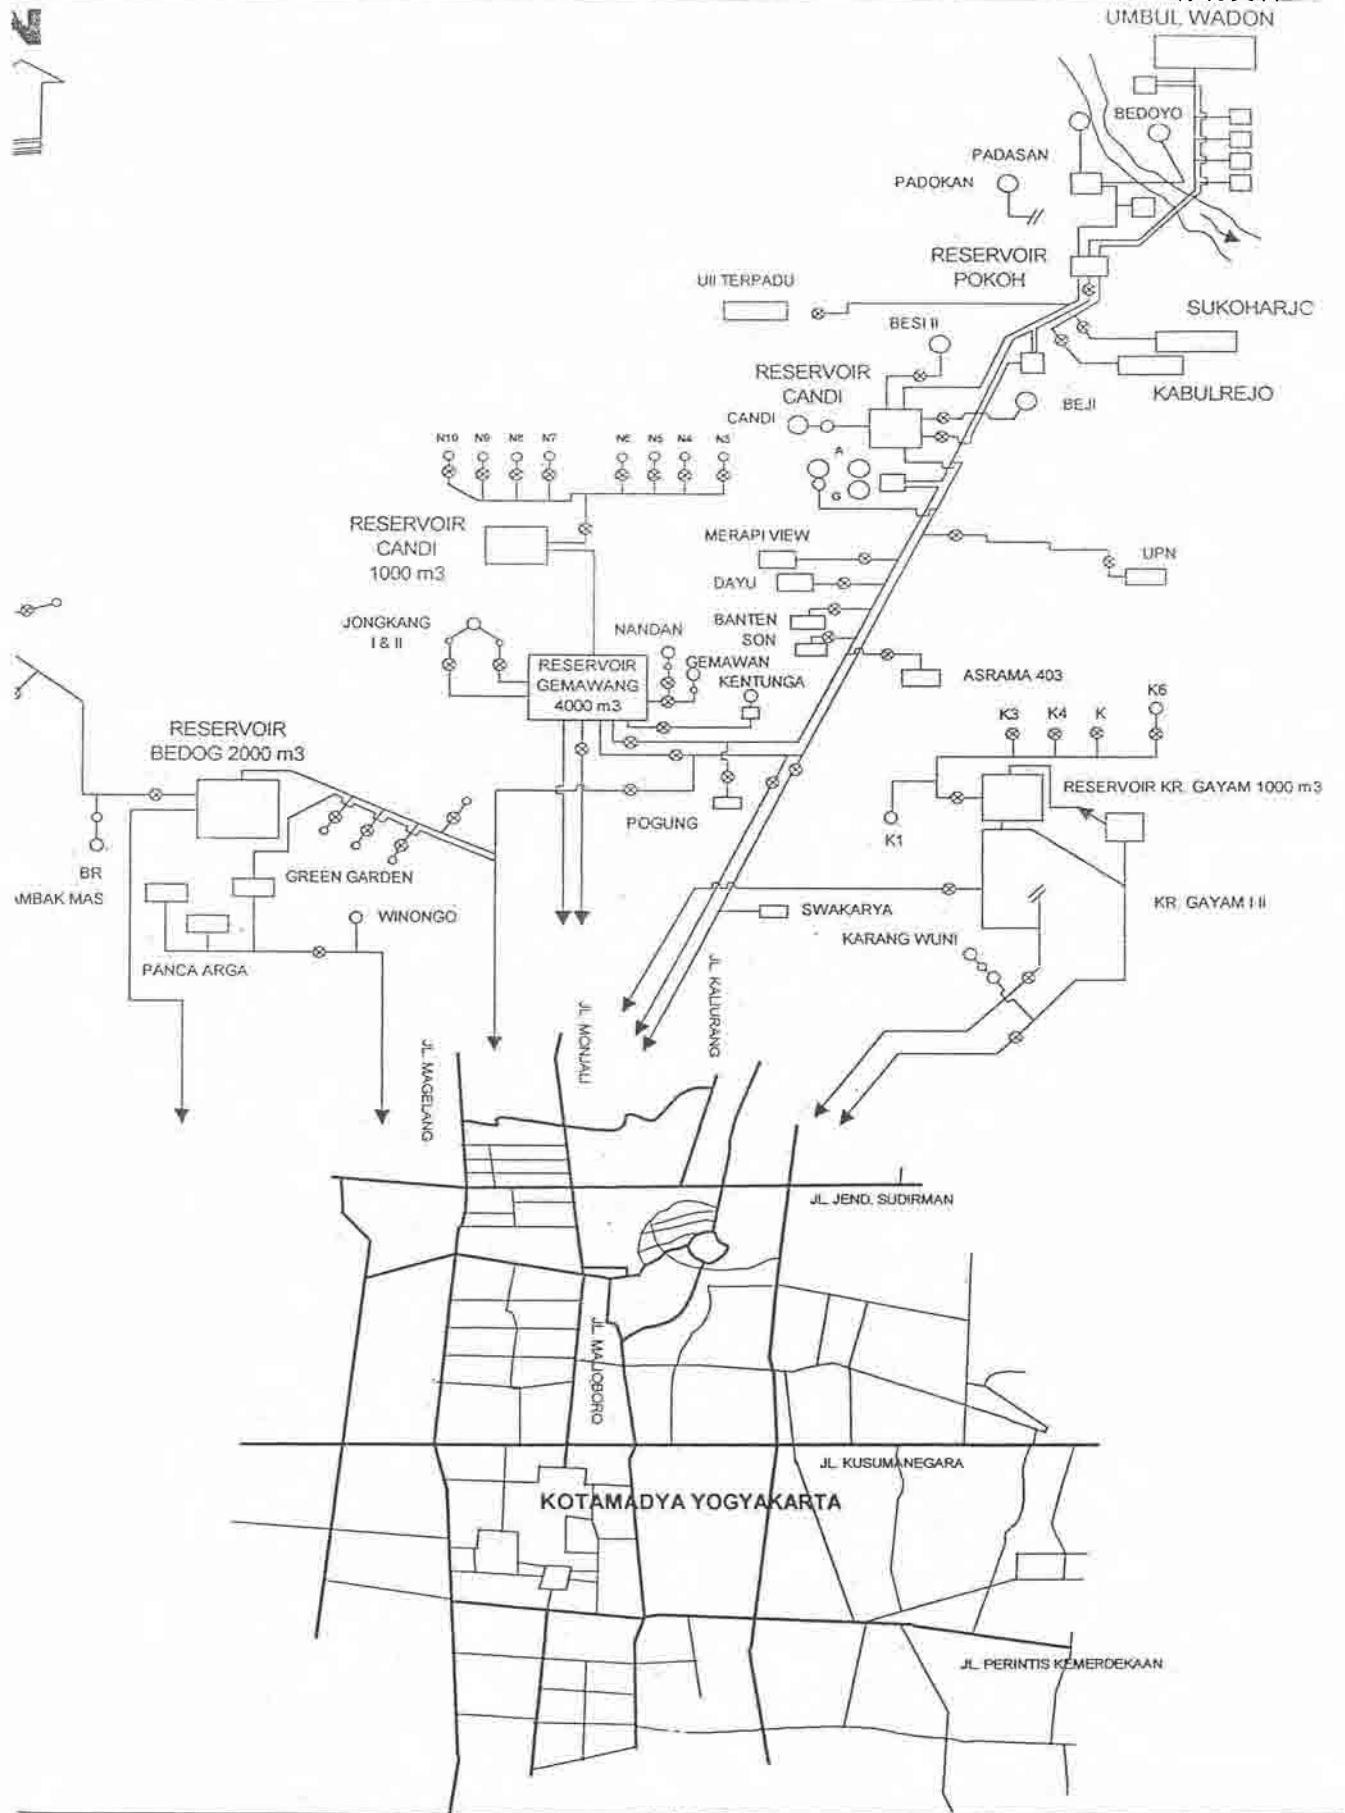 UMBUL WADON
BEDOYO
PADASAN
PADOKAN
RESERVOIR
POKOH
UII TERPADU
SUKOHARJO
BESI II
RESERVOIR
CANDI
KABULREJO
BEJI
CANDI
A
G
N10 N9 N8 N7 N6 N5 N4 N3
RESERVOIR
CANDI
1000 m3
MERAPI VIEW
UPN
DAYU
BANTEN
SON
JONGKANG
I & II
NANDAN
GEMAWAN
KENTUNGA
RESERVOIR
GEMAWANG
4000 m3
ASRAMA 403
K3 K4 K K6
RESERVOIR
BEDOG 2000 m3
RESERVOIR KR. GAYAM 1000 m3
POGUNG
K1
BR
AMBAK MAS
GREEN GARDEN
WINONGO
SWAKARYA
KR. GAYAM I-II
KARANG WUNI
PANCA ARGA
JL. KALIURANG
JL. MONJALI
JL. MAGELANG
JL. JEND. SUDIRMAN
JL. MALIOBORO
JL. KUSUMANEGARA
KOTAMADYA YOGYAKARTA
JL. PERINTIS KEMERDEKAAN